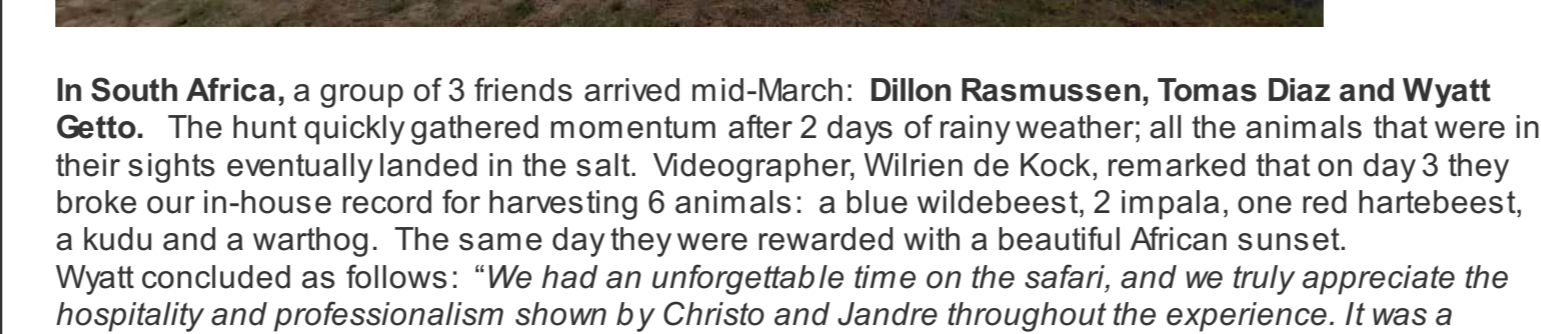 In South Africa, a group of 3 friends arrived mid-March: Dillon Rasmussen, Tomas Diaz and Wyatt
Getto. The hunt quickly gathered momentum after 2 days of rainy weather; all the animals that were in
their sights eventually landed in the salt. Videographer, Wilrien de Kock, remarked that on day 3 they
broke our in-house record for harvesting 6 animals: a blue wildebeest, 2 impala, one red hartebeest,
a kudu and a warthog. The same day they were rewarded with a beautiful African sunset.
Wyatt concluded as follows: “We had an unforgettable time on the safari, and we truly appreciate the
hospitality and professionalism shown by Christo and Jandre throughout the experience. It was a